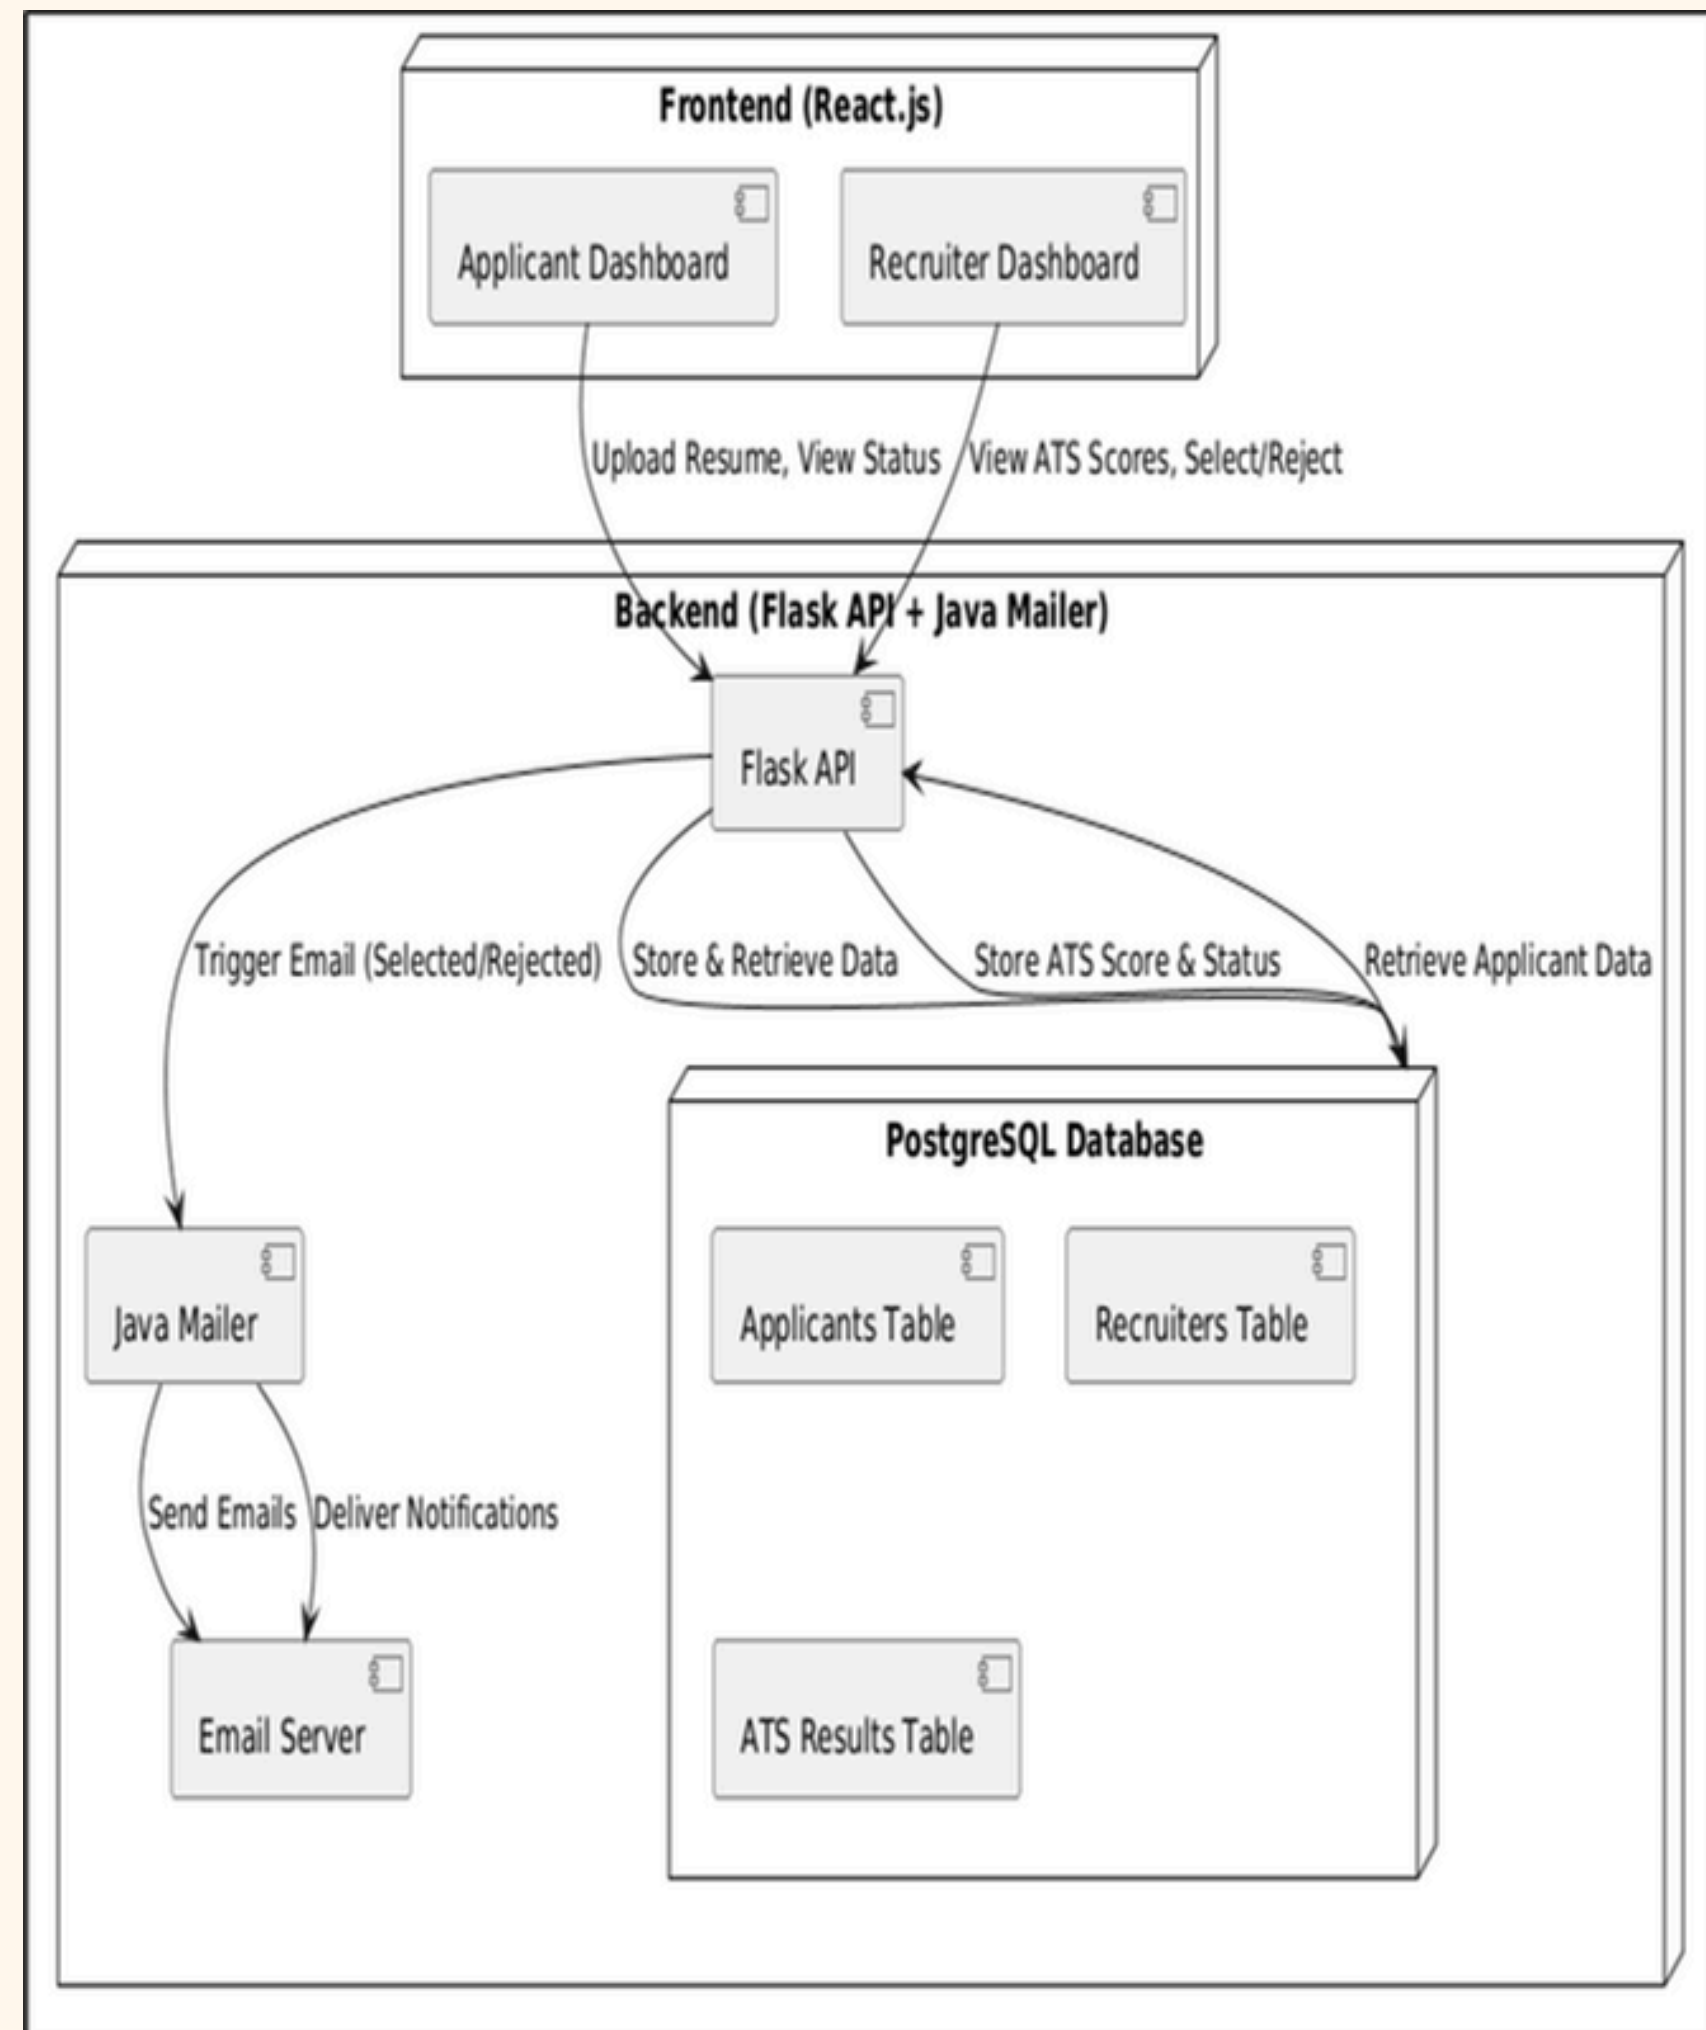 Frontend (React.js)
Applicant Dashboard
Recruiter Dashboard
Upload Resume, View Status
View ATS Scores, Select/Reject
Backend (Flask API + Java Mailer)
Flask API
Trigger Email (Selected/Rejected)
Store & Retrieve Data
Store ATS Score & Status
Retrieve Applicant Data
PostgreSQL Database
Java Mailer
Applicants Table
Recruiters Table
Send Emails
Deliver Notifications
Email Server
ATS Results Table